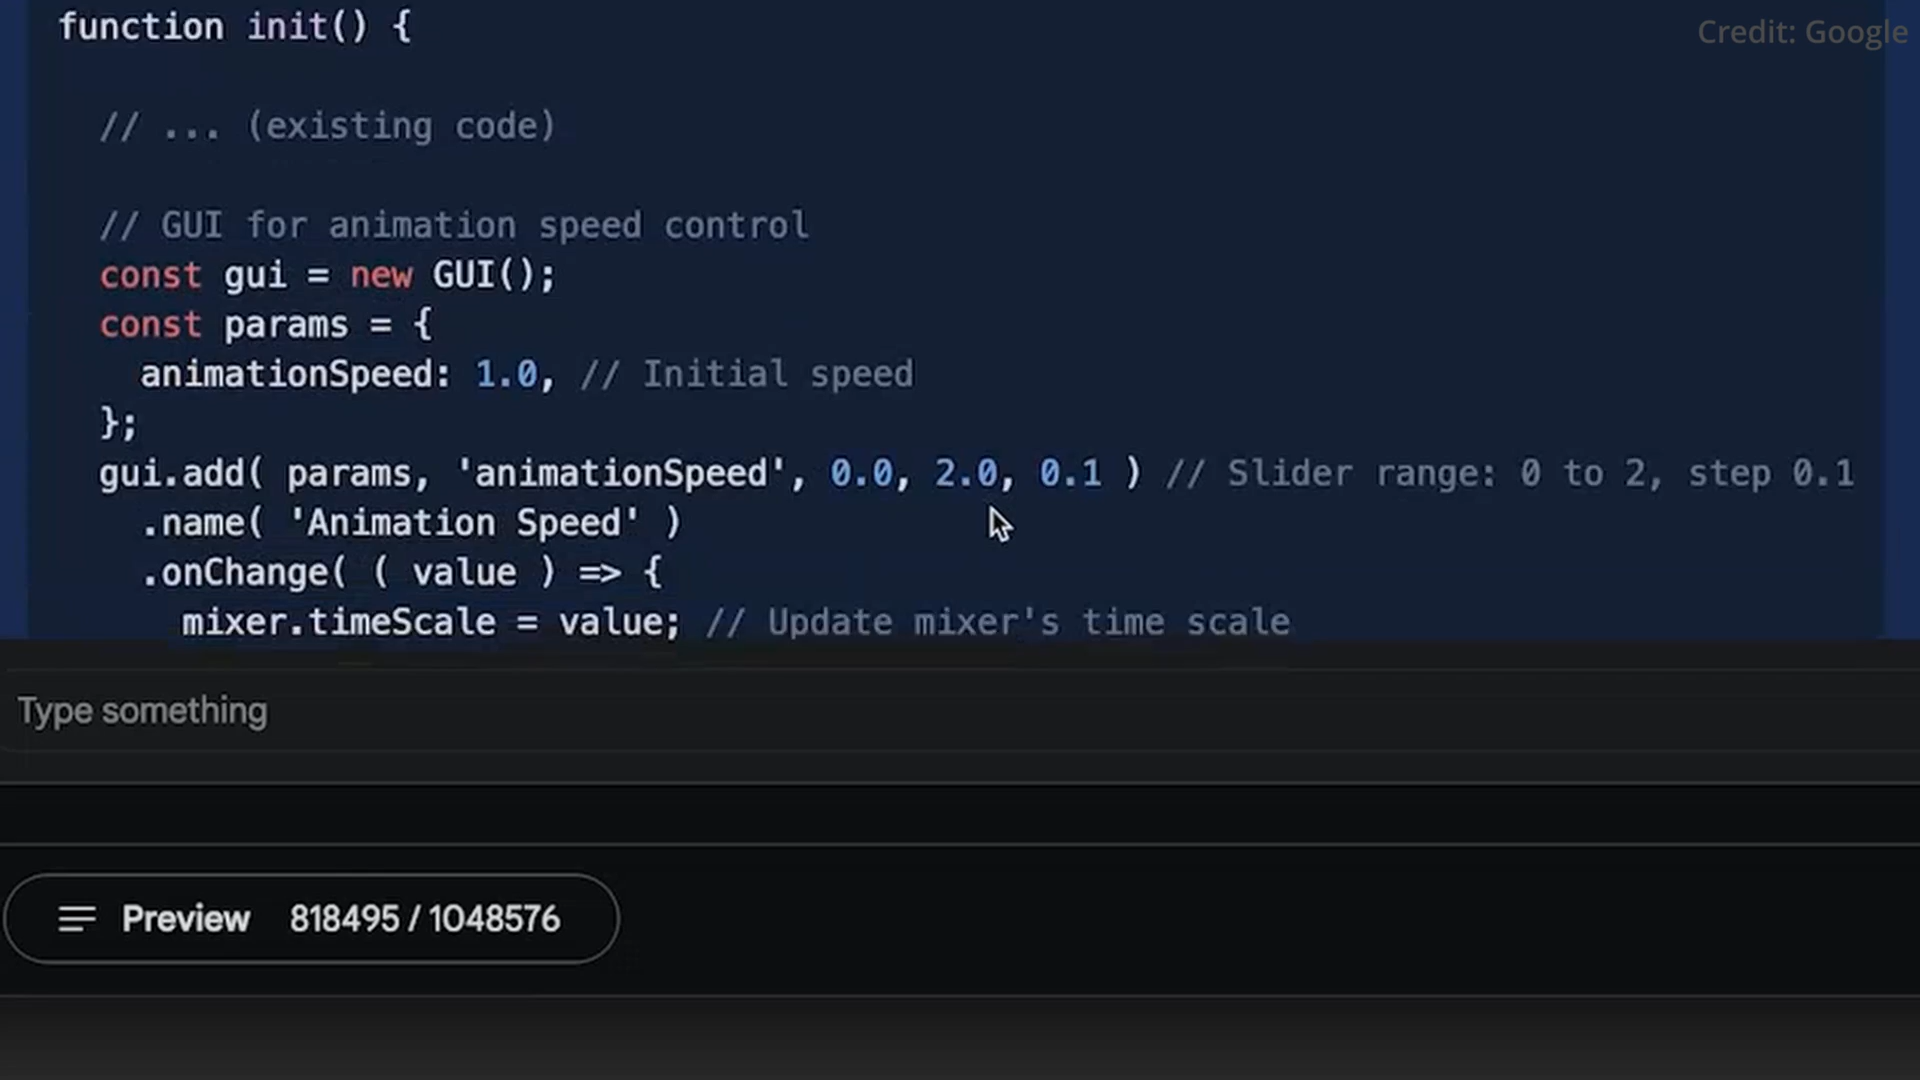 function init() {
Credit: Google
// ... (existing code)
// GUI for animation speed control
const gui = new GUI();
const params = {
animationSpeed: 1.0, // Initial speed
};
gui.add( params, 'animationSpeed', 0.0, 2.0, 0.1 ) // Slider range: 0 to 2, step 0.1
.name( 'Animation Speed' )
.onChange( ( value ) => {
mixer.timeScale = value; // Update mixer's time scale
Type something
Preview 818495 / 1048576